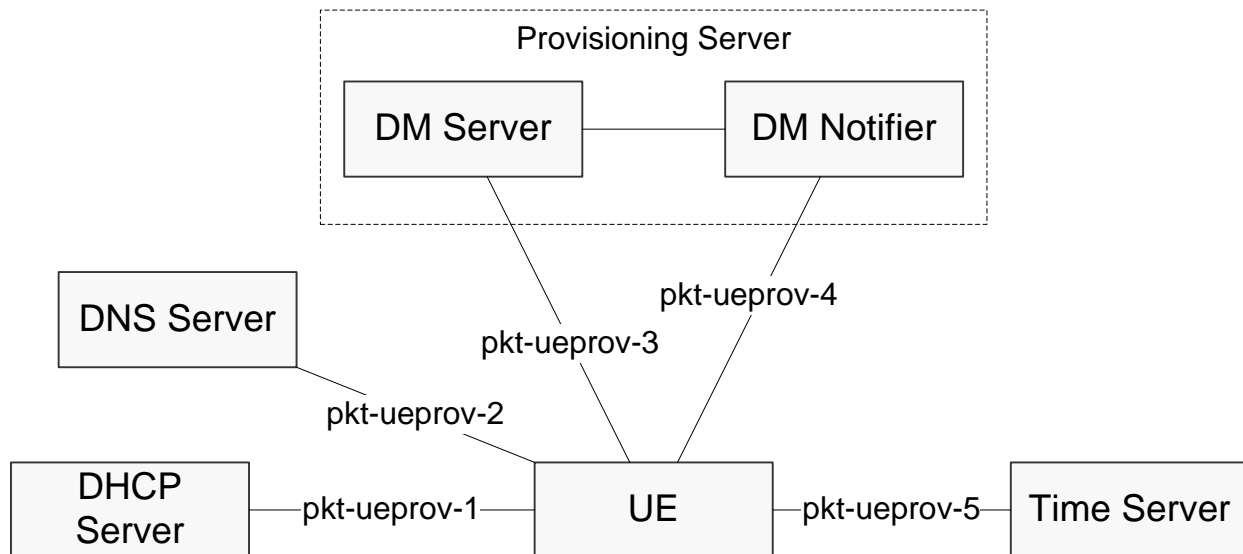 Provisioning Server
DM Server
DM Notifier
pkt-ueprov-4
DNS Server
pkt-ueprov-3
pkt-ueprov-2
DHCP
Server
pkt-ueprov-1
UE
pkt-ueprov-5
Time Server